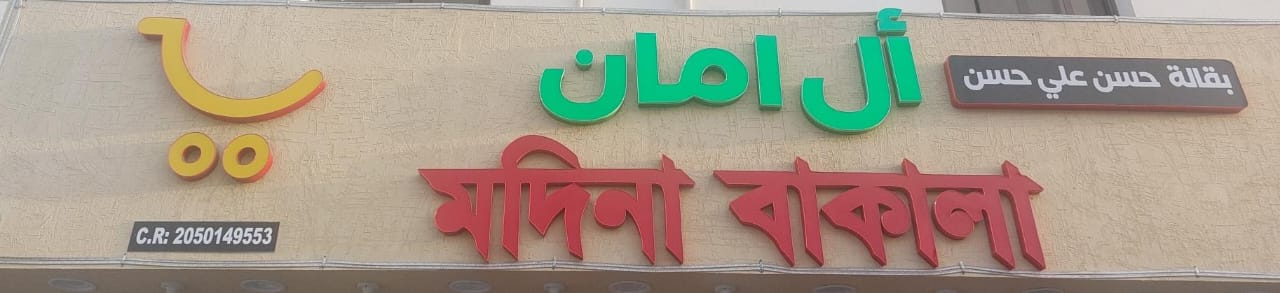 بقالة حسن علي حسن
أل امان
মদিনা বাকালা
C.R: 2050149553